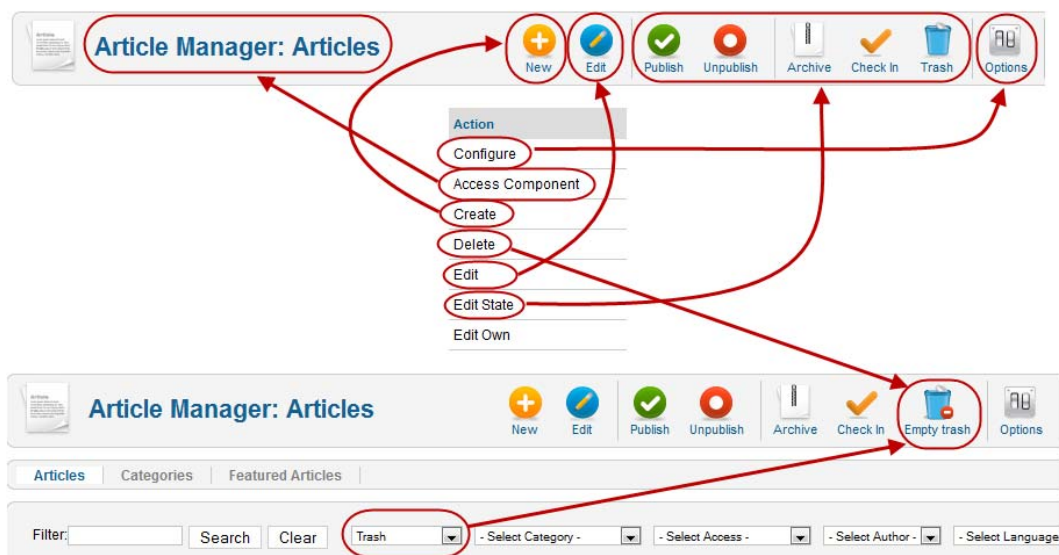 Article Manager: Articles
New
Edit
Publish
Unpublish
Archive
Check In
Trash
Options
Action
Configure
Access Component
Create
Delete
Edit
Edit State
Edit Own
Article Manager: Articles
New
Edit
Publish
Unpublish
Archive
Check In
Empty trash
Options
Articles
Categories
Featured Articles
Filter:
Search
Clear
Trash
- Select Category -
- Select Access -
- Select Author -
- Select Language